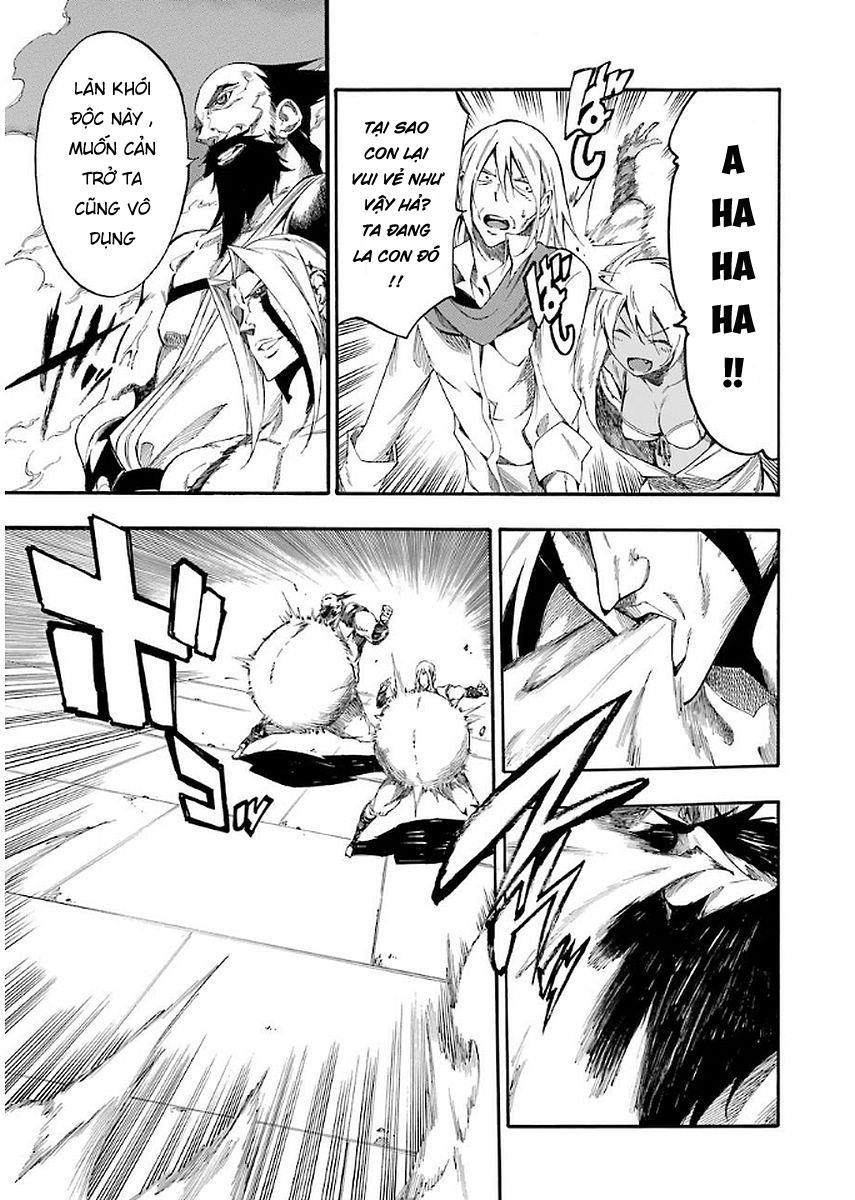 A
HA
HA
HA
!!
TẠI SAO
CON LẠI
VUI VẺ NHƯ
VẬY HẢ?
TA ĐANG
LA CON ĐÓ
!!
LÀN KHÓI
ĐỘC NÀY ,
MUỐN CẢN
TRỞ TA
CŨNG VÔ
DỤNG